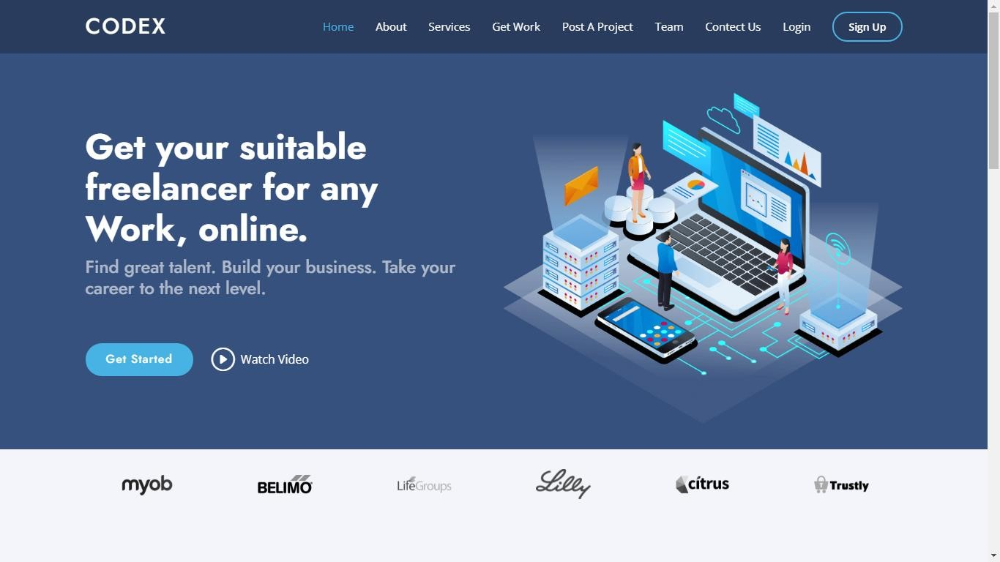 CODEX
Home About Services Get Work Post A Project Team Contect Us Login Sign Up
Get your suitable
freelancer for any
Work, online.
Find great talent. Build your business. Take your
career to the next level.
Get Started Watch Video
myob BELIMO LifeGroups Lilly cítrus Trustly